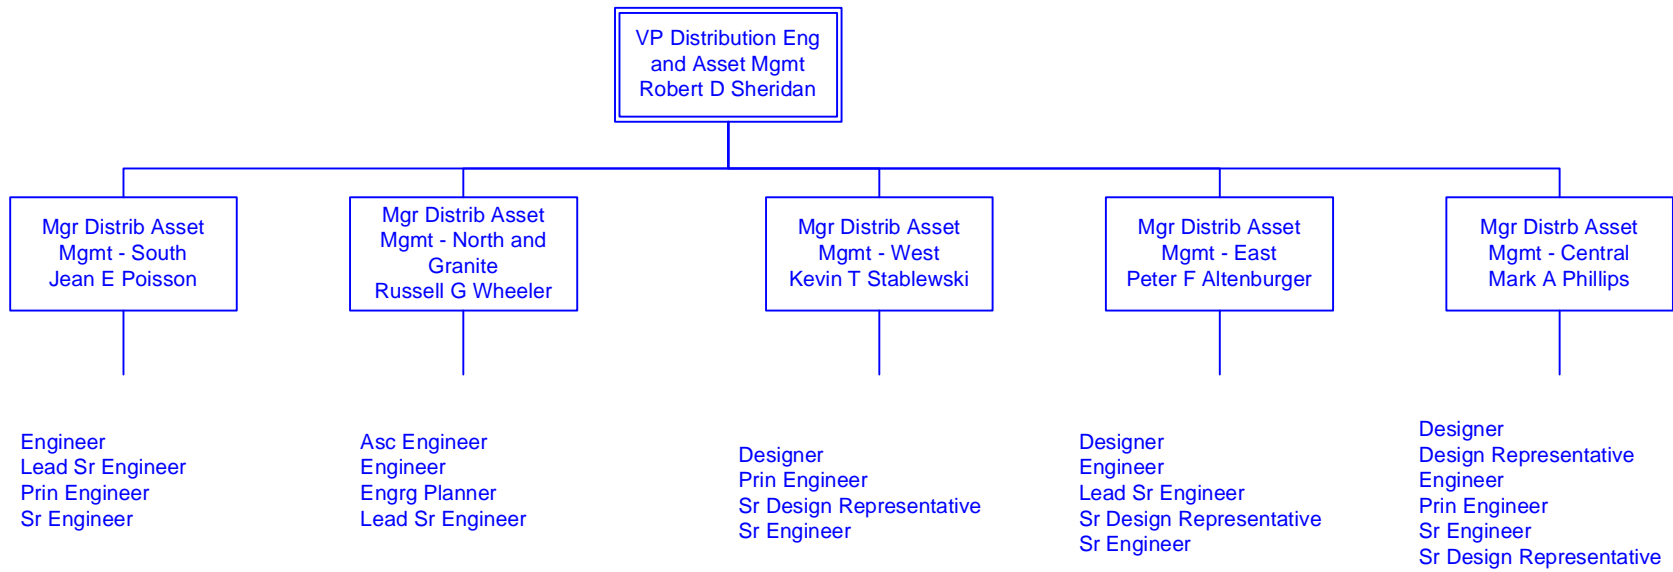 VP Distribution Eng
and Asset Mgmt
Robert D Sheridan
Mgr Distrib Asset
Mgmt - South
Jean E Poisson
Mgr Distrib Asset
Mgmt - North and
Granite
Russell G Wheeler
Mgr Distrib Asset
Mgmt - West
Kevin T Stablewski
Mgr Distrib Asset
Mgmt - East
Peter F Altenburger
Mgr Distrb Asset
Mgmt - Central
Mark A Phillips
Engineer
Lead Sr Engineer
Prin Engineer
Sr Engineer
Asc Engineer
Engineer
Engrg Planner
Lead Sr Engineer
Designer
Prin Engineer
Sr Design Representative
Sr Engineer
Designer
Engineer
Lead Sr Engineer
Sr Design Representative
Sr Engineer
Designer
Design Representative
Engineer
Prin Engineer
Sr Engineer
Sr Design Representative